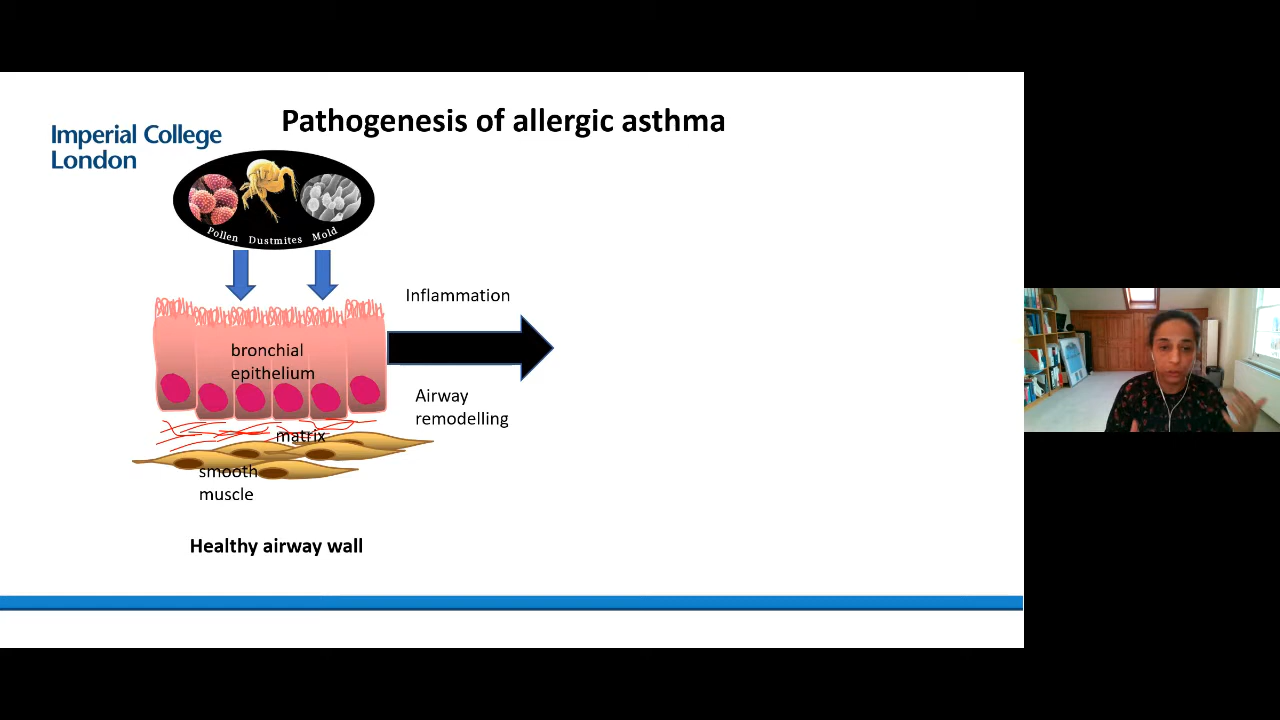 Pathogenesis of allergic asthma
Imperial College
London
Pollen Dustmites Mold
Inflammation
bronchial
epithelium
Airway
remodelling
matrix
smooth
muscle
Healthy airway wall